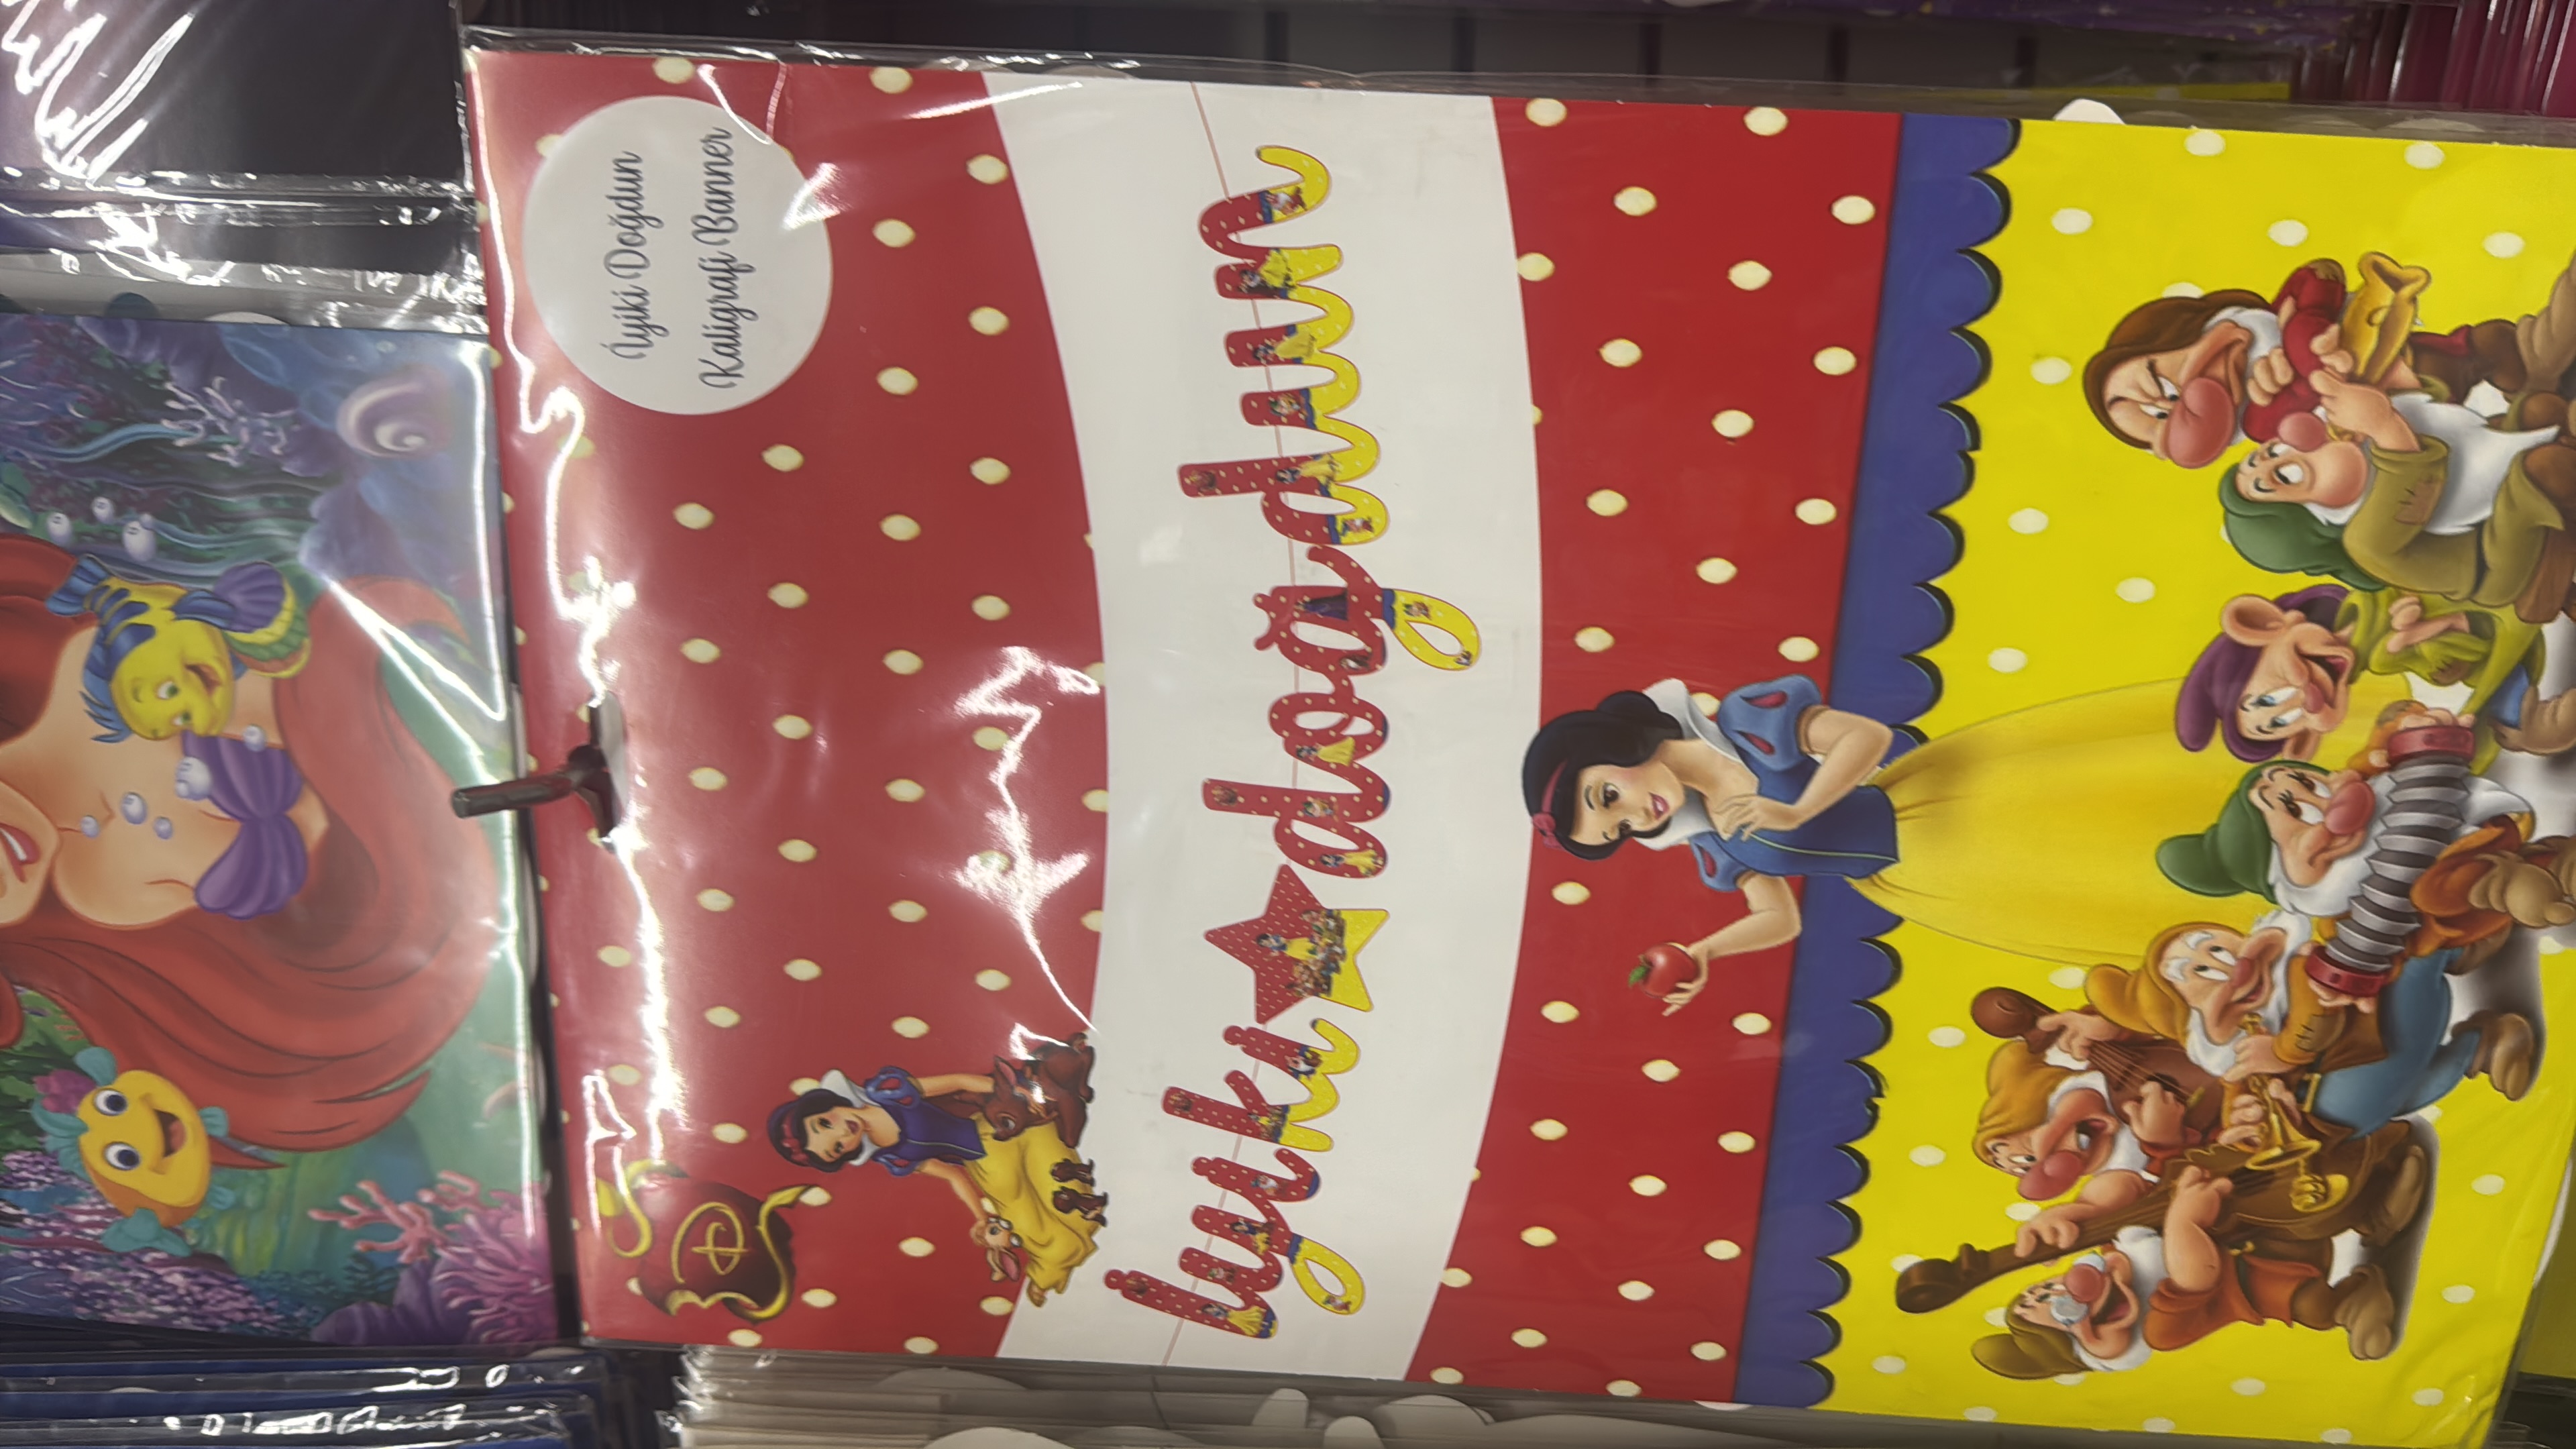 İyiki Doğdun
Kaligrafi Banner
iyiki doğdun